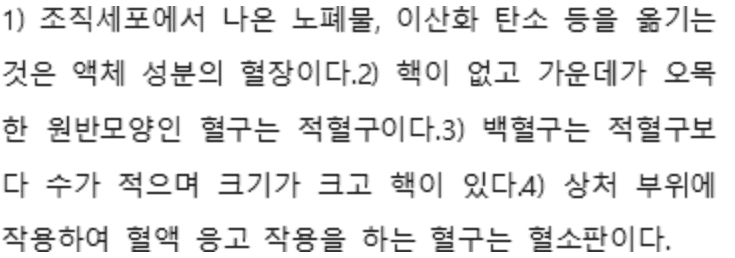 1) 조직세포에서 나온 노폐물, 이산화 탄소 등을 옮기는
것은 액체 성분의 혈장이다.2) 핵이 없고 가운데가 오목
한 원반모양인 혈구는 적혈구이다.3) 백혈구는 적혈구보
다 수가 적으며 크기가 크고 핵이 있다.4) 상처 부위에
작용하여 혈액 응고 작용을 하는 혈구는 혈소판이다.